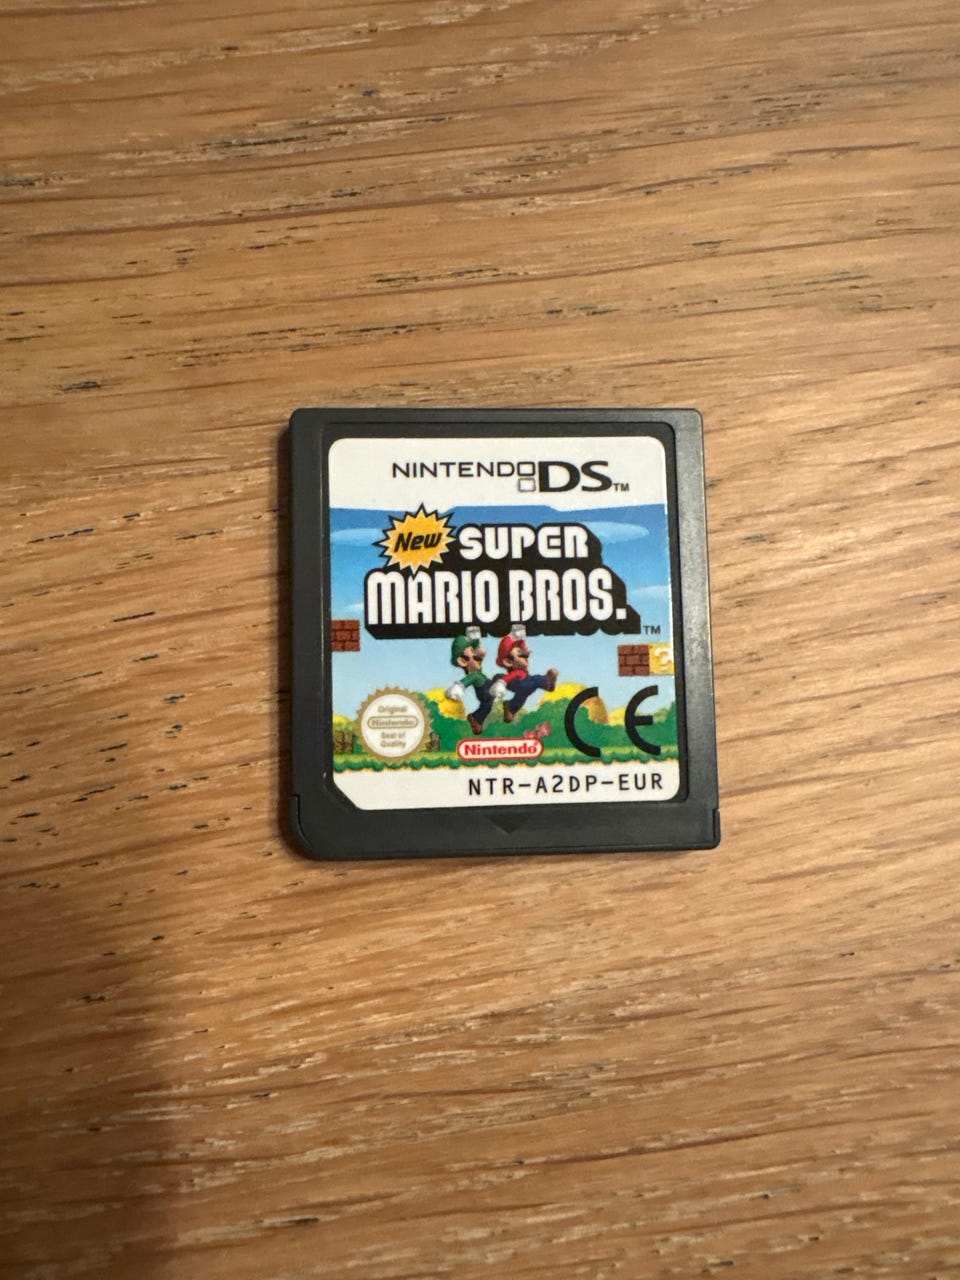 NINTENDO DS™
New SUPER
MARIO BROS.™
?
Original
Nintendo
Seal of
Quality
Nintendo®
CE
NTR-A2DP-EUR